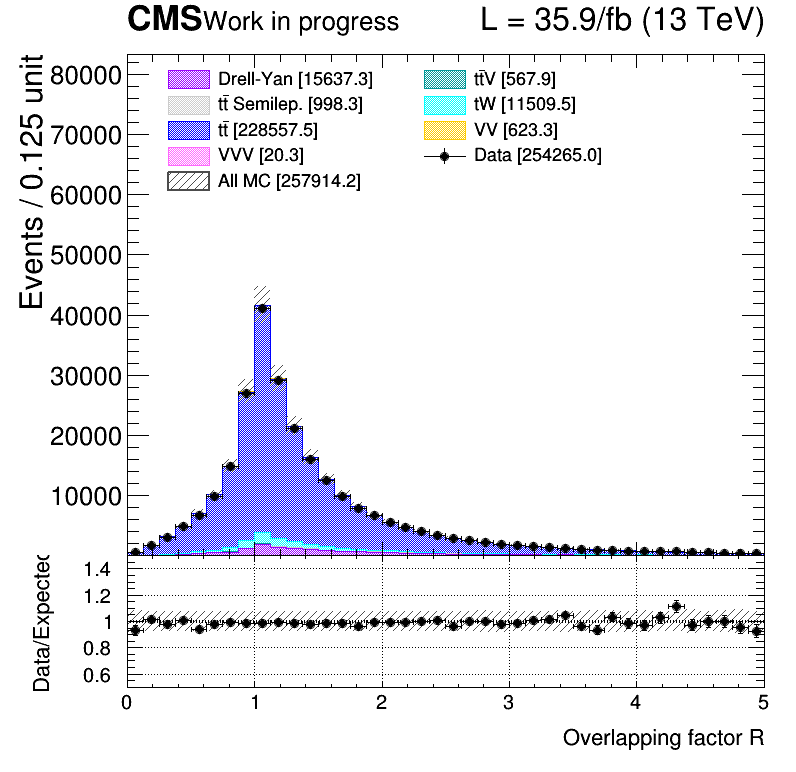 CMS Work in progress L = 35.9/fb (13 TeV)
Events / 0.125 unit
80000
70000
60000
50000
40000
30000
20000
10000
Drell-Yan [15637.3]
tt̄ Semilep. [998.3]
tt̄ [228557.5]
VVV [20.3]
All MC [257914.2]
tt̄V [567.9]
tW [11509.5]
VV [623.3]
Data [254265.0]
Data/Expected
1.4
1.2
1
0.8
0.6
0 1 2 3 4 5
Overlapping factor R